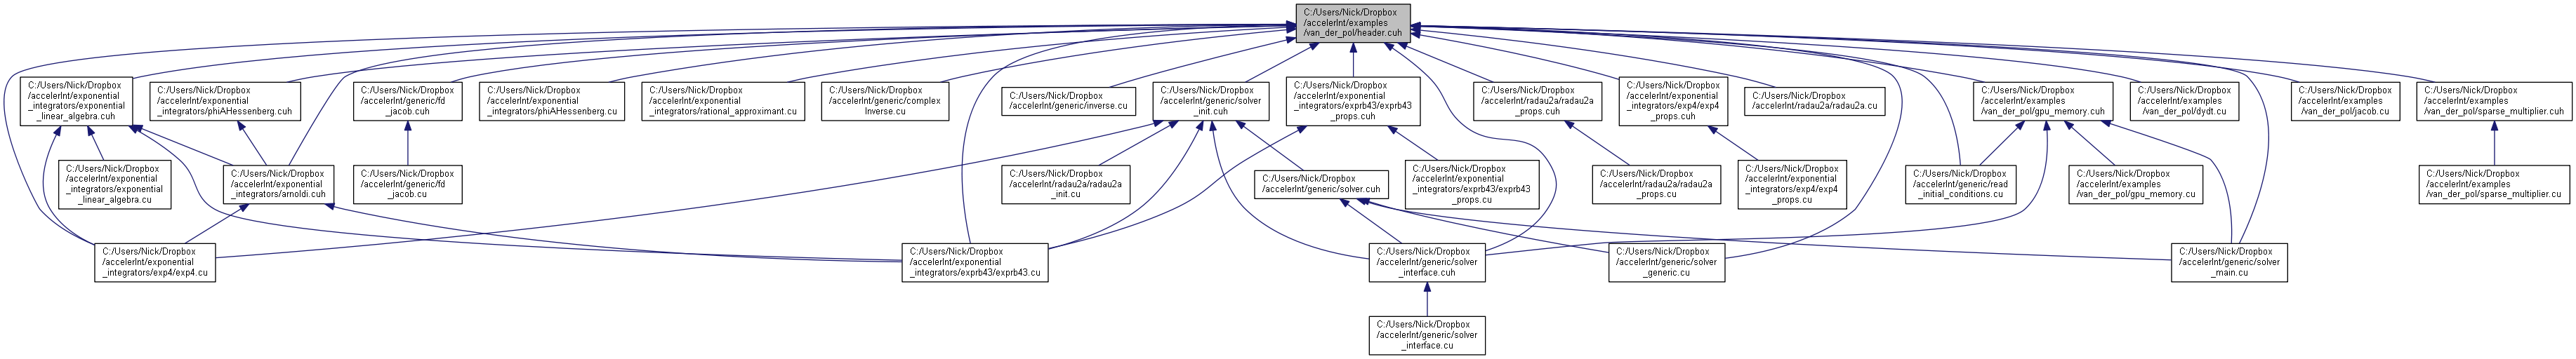 C:/Users/Nick/Dropbox
/accelerInt/examples
/van_der_pol/header.cuh
C:/Users/Nick/Dropbox
/accelerInt/exponential
_integrators/exponential
_linear_algebra.cuh
C:/Users/Nick/Dropbox
/accelerInt/exponential
_integrators/phiAHessenberg.cuh
C:/Users/Nick/Dropbox
/accelerInt/generic/fd
_jacob.cuh
C:/Users/Nick/Dropbox
/accelerInt/exponential
_integrators/phiAHessenberg.cu
C:/Users/Nick/Dropbox
/accelerInt/exponential
_integrators/rational_approximant.cu
C:/Users/Nick/Dropbox
/accelerInt/generic/complex
Inverse.cu
C:/Users/Nick/Dropbox
/accelerInt/generic/inverse.cu
C:/Users/Nick/Dropbox
/accelerInt/generic/solver
_init.cuh
C:/Users/Nick/Dropbox
/accelerInt/exponential
_integrators/exprb43/exprb43
_props.cuh
C:/Users/Nick/Dropbox
/accelerInt/radau2a/radau2a
_props.cuh
C:/Users/Nick/Dropbox
/accelerInt/exponential
_integrators/exp4/exp4
_props.cuh
C:/Users/Nick/Dropbox
/accelerInt/radau2a/radau2a.cu
C:/Users/Nick/Dropbox
/accelerInt/examples
/van_der_pol/gpu_memory.cuh
C:/Users/Nick/Dropbox
/accelerInt/examples
/van_der_pol/dydt.cu
C:/Users/Nick/Dropbox
/accelerInt/examples
/van_der_pol/jacob.cu
C:/Users/Nick/Dropbox
/accelerInt/examples
/van_der_pol/sparse_multiplier.cuh
C:/Users/Nick/Dropbox
/accelerInt/exponential
_integrators/exponential
_linear_algebra.cu
C:/Users/Nick/Dropbox
/accelerInt/exponential
_integrators/arnoldi.cuh
C:/Users/Nick/Dropbox
/accelerInt/generic/fd
_jacob.cu
C:/Users/Nick/Dropbox
/accelerInt/radau2a/radau2a
_init.cu
C:/Users/Nick/Dropbox
/accelerInt/generic/solver.cuh
C:/Users/Nick/Dropbox
/accelerInt/exponential
_integrators/exprb43/exprb43
_props.cu
C:/Users/Nick/Dropbox
/accelerInt/radau2a/radau2a
_props.cu
C:/Users/Nick/Dropbox
/accelerInt/exponential
_integrators/exp4/exp4
_props.cu
C:/Users/Nick/Dropbox
/accelerInt/generic/read
_initial_conditions.cu
C:/Users/Nick/Dropbox
/accelerInt/examples
/van_der_pol/gpu_memory.cu
C:/Users/Nick/Dropbox
/accelerInt/examples
/van_der_pol/sparse_multiplier.cu
C:/Users/Nick/Dropbox
/accelerInt/exponential
_integrators/exp4/exp4.cu
C:/Users/Nick/Dropbox
/accelerInt/exponential
_integrators/exprb43/exprb43.cu
C:/Users/Nick/Dropbox
/accelerInt/generic/solver
_interface.cuh
C:/Users/Nick/Dropbox
/accelerInt/generic/solver
_generic.cu
C:/Users/Nick/Dropbox
/accelerInt/generic/solver
_main.cu
C:/Users/Nick/Dropbox
/accelerInt/generic/solver
_interface.cu